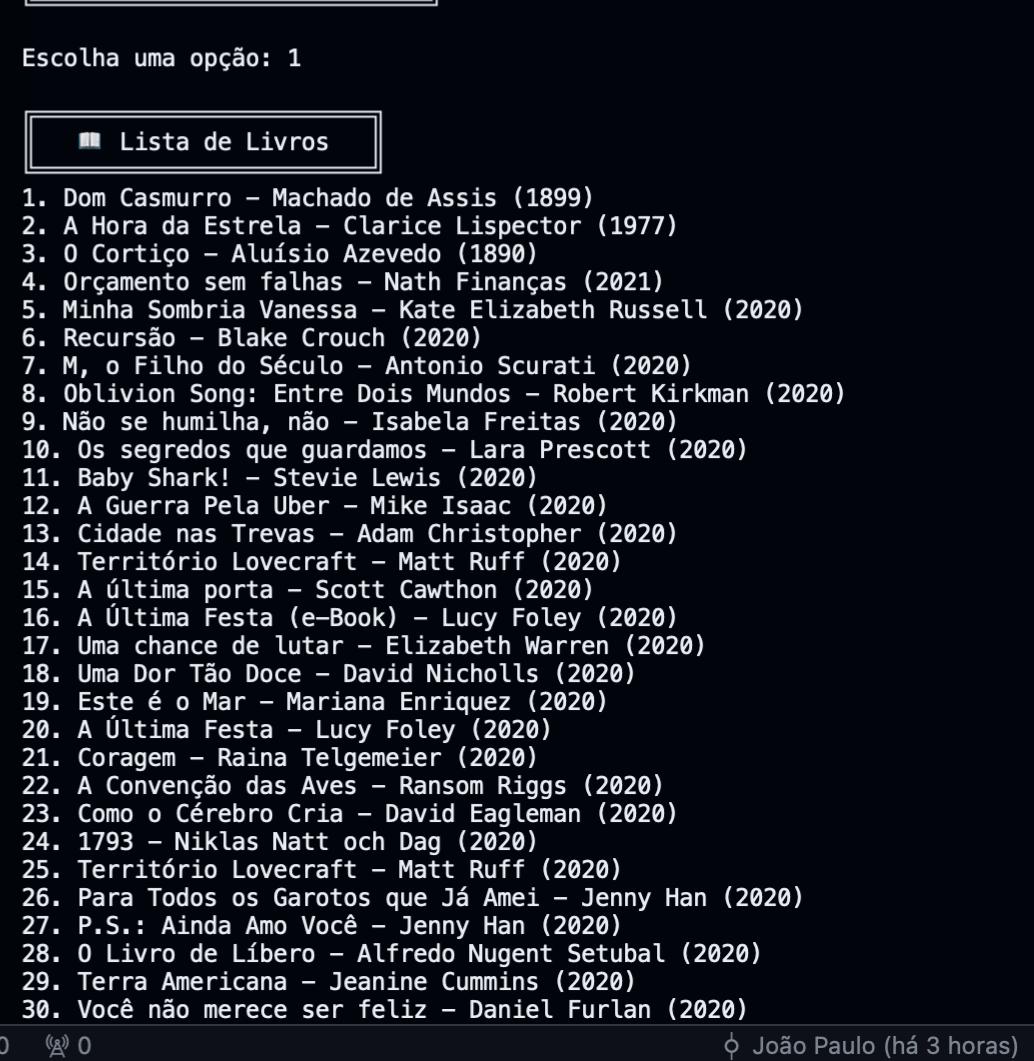 Escolha uma opção: 1
📖 Lista de Livros
1. Dom Casmurro – Machado de Assis (1899)
2. A Hora da Estrela – Clarice Lispector (1977)
3. O Cortiço – Aluísio Azevedo (1890)
4. Orçamento sem falhas – Nath Finanças (2021)
5. Minha Sombria Vanessa – Kate Elizabeth Russell (2020)
6. Recursão – Blake Crouch (2020)
7. M, o Filho do Século – Antonio Scurati (2020)
8. Oblivion Song: Entre Dois Mundos – Robert Kirkman (2020)
9. Não se humilha, não – Isabela Freitas (2020)
10. Os segredos que guardamos – Lara Prescott (2020)
11. Baby Shark! – Stevie Lewis (2020)
12. A Guerra Pela Uber – Mike Isaac (2020)
13. Cidade nas Trevas – Adam Christopher (2020)
14. Território Lovecraft – Matt Ruff (2020)
15. A última porta – Scott Cawthon (2020)
16. A Última Festa (e-Book) – Lucy Foley (2020)
17. Uma chance de lutar – Elizabeth Warren (2020)
18. Uma Dor Tão Doce – David Nicholls (2020)
19. Este é o Mar – Mariana Enriquez (2020)
20. A Última Festa – Lucy Foley (2020)
21. Coragem – Raina Telgemeier (2020)
22. A Convenção das Aves – Ransom Riggs (2020)
23. Como o Cérebro Cria – David Eagleman (2020)
24. 1793 – Niklas Natt och Dag (2020)
25. Território Lovecraft – Matt Ruff (2020)
26. Para Todos os Garotos que Já Amei – Jenny Han (2020)
27. P.S.: Ainda Amo Você – Jenny Han (2020)
28. O Livro de Líbero – Alfredo Nugent Setubal (2020)
29. Terra Americana – Jeanine Cummins (2020)
30. Você não merece ser feliz – Daniel Furlan (2020)
0 0 João Paulo (há 3 horas)